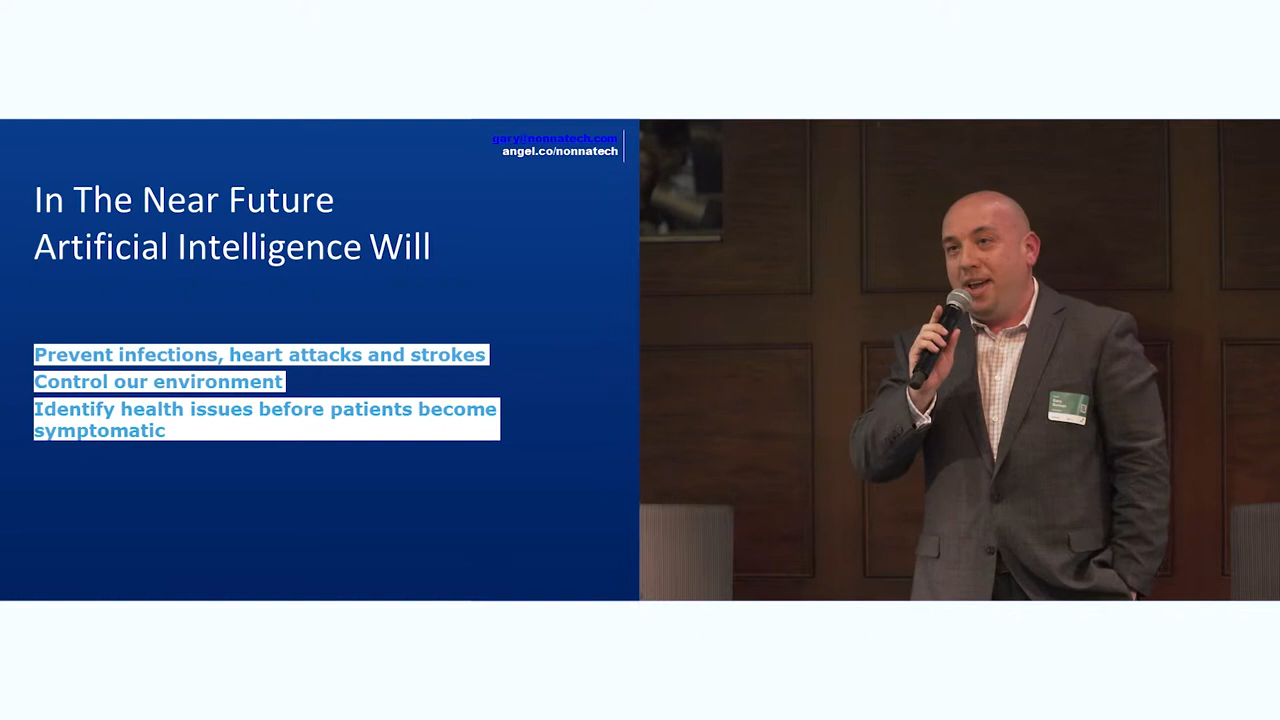 gary@nonnatech.com
angel.co/nonnatech
In The Near Future
Artificial Intelligence Will
Prevent infections, heart attacks and strokes
Control our environment
Identify health issues before patients become
symptomatic